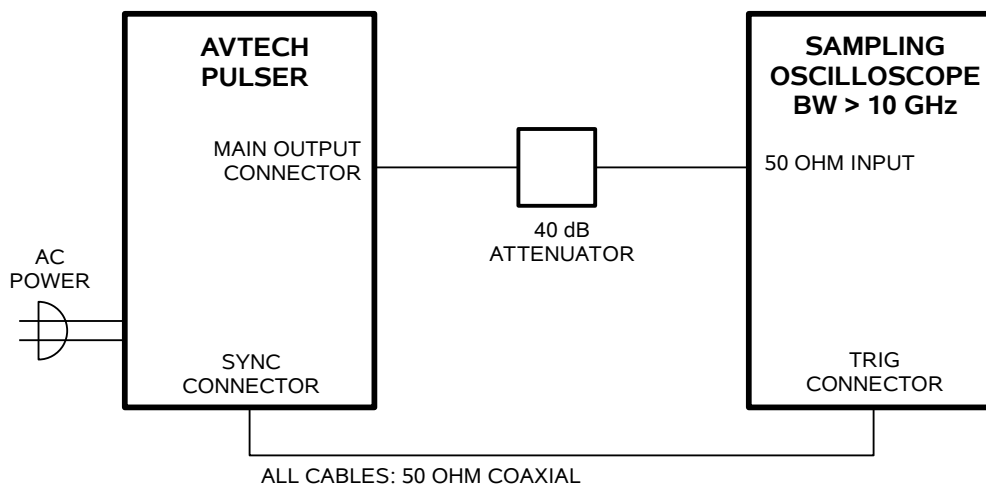 AVTECH
PULSER
SAMPLING
OSCILLOSCOPE
BW > 10 GHz
MAIN OUTPUT
CONNECTOR
50 OHM INPUT
40 dB
ATTENUATOR
AC
POWER
SYNC
CONNECTOR
TRIG
CONNECTOR
ALL CABLES: 50 OHM COAXIAL